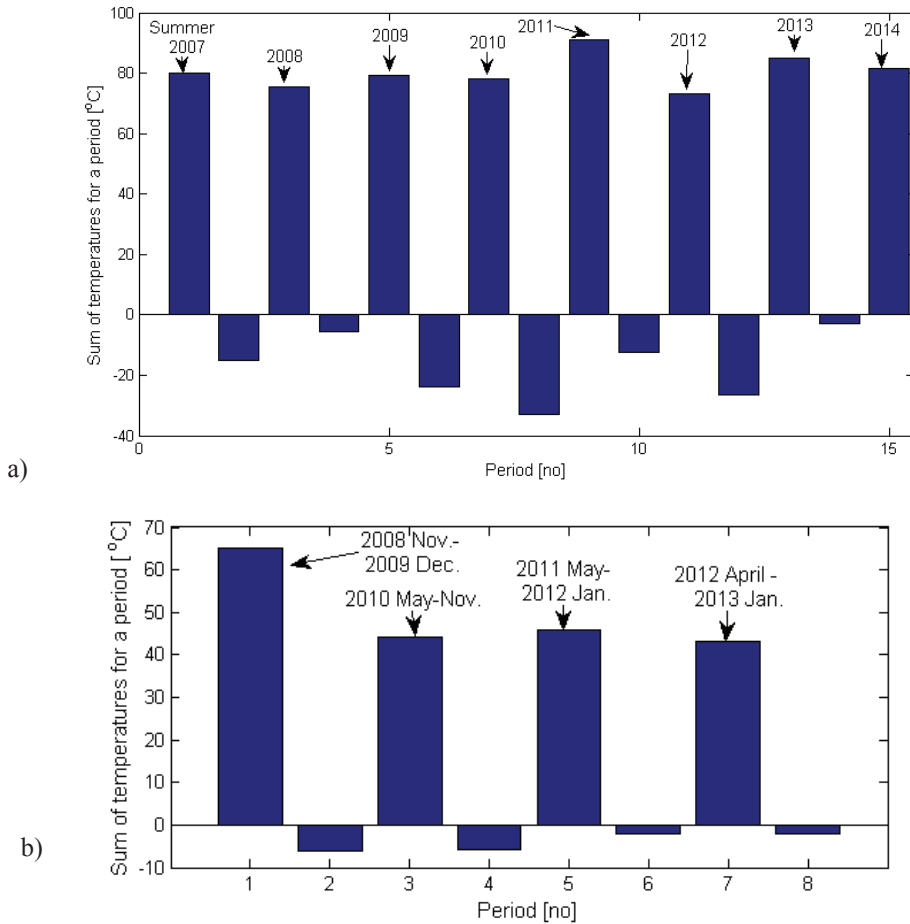 100
80
60
40
20
0
-20
-40
Sum of temperatures for a period [°C]
Summer
2007
2008
2009
2010
2011
2012
2013
2014
0
5
10
15
Period [no]
a)
70
60
50
40
30
20
10
0
-10
Sum of temperatures for a period [°C]
2008 Nov.-
2009 Dec.
2010 May-Nov.
2011 May-
2012 Jan.
2012 April -
2013 Jan.
1
2
3
4
5
6
7
8
Period [no]
b)